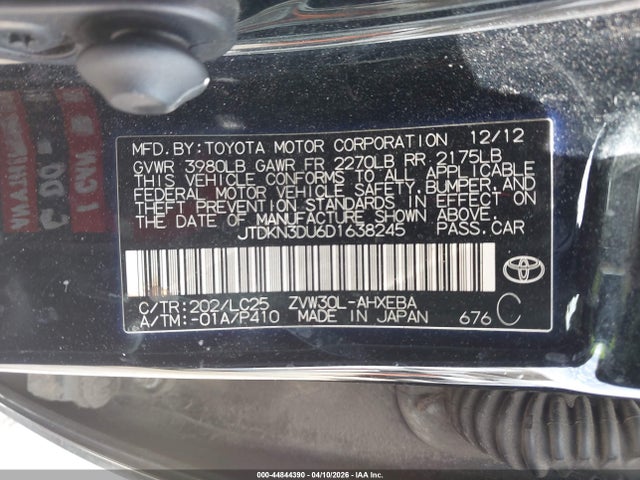 MFD.BY:TOYOTA MOTOR CORPORATION 12/12
GVWR 3980LB GAWR FR 2270LB RR 2175LB
THIS VEHICLE CONFORMS TO ALL APPLICABLE
FEDERAL MOTOR VEHICLE SAFETY, BUMPER, AND
THEFT PREVENTION STANDARDS IN EFFECT ON
THE DATE OF MANUFACTURE SHOWN ABOVE.
JTDKN3DU6D1638245 PASS.CAR
C/TR:202/LC25 ZVW30L-AHXEBA
A/TM:-01A/P410 MADE IN JAPAN 676 C
TOYOTA
000-44844390 - 04/10/2026 - IAA Inc.